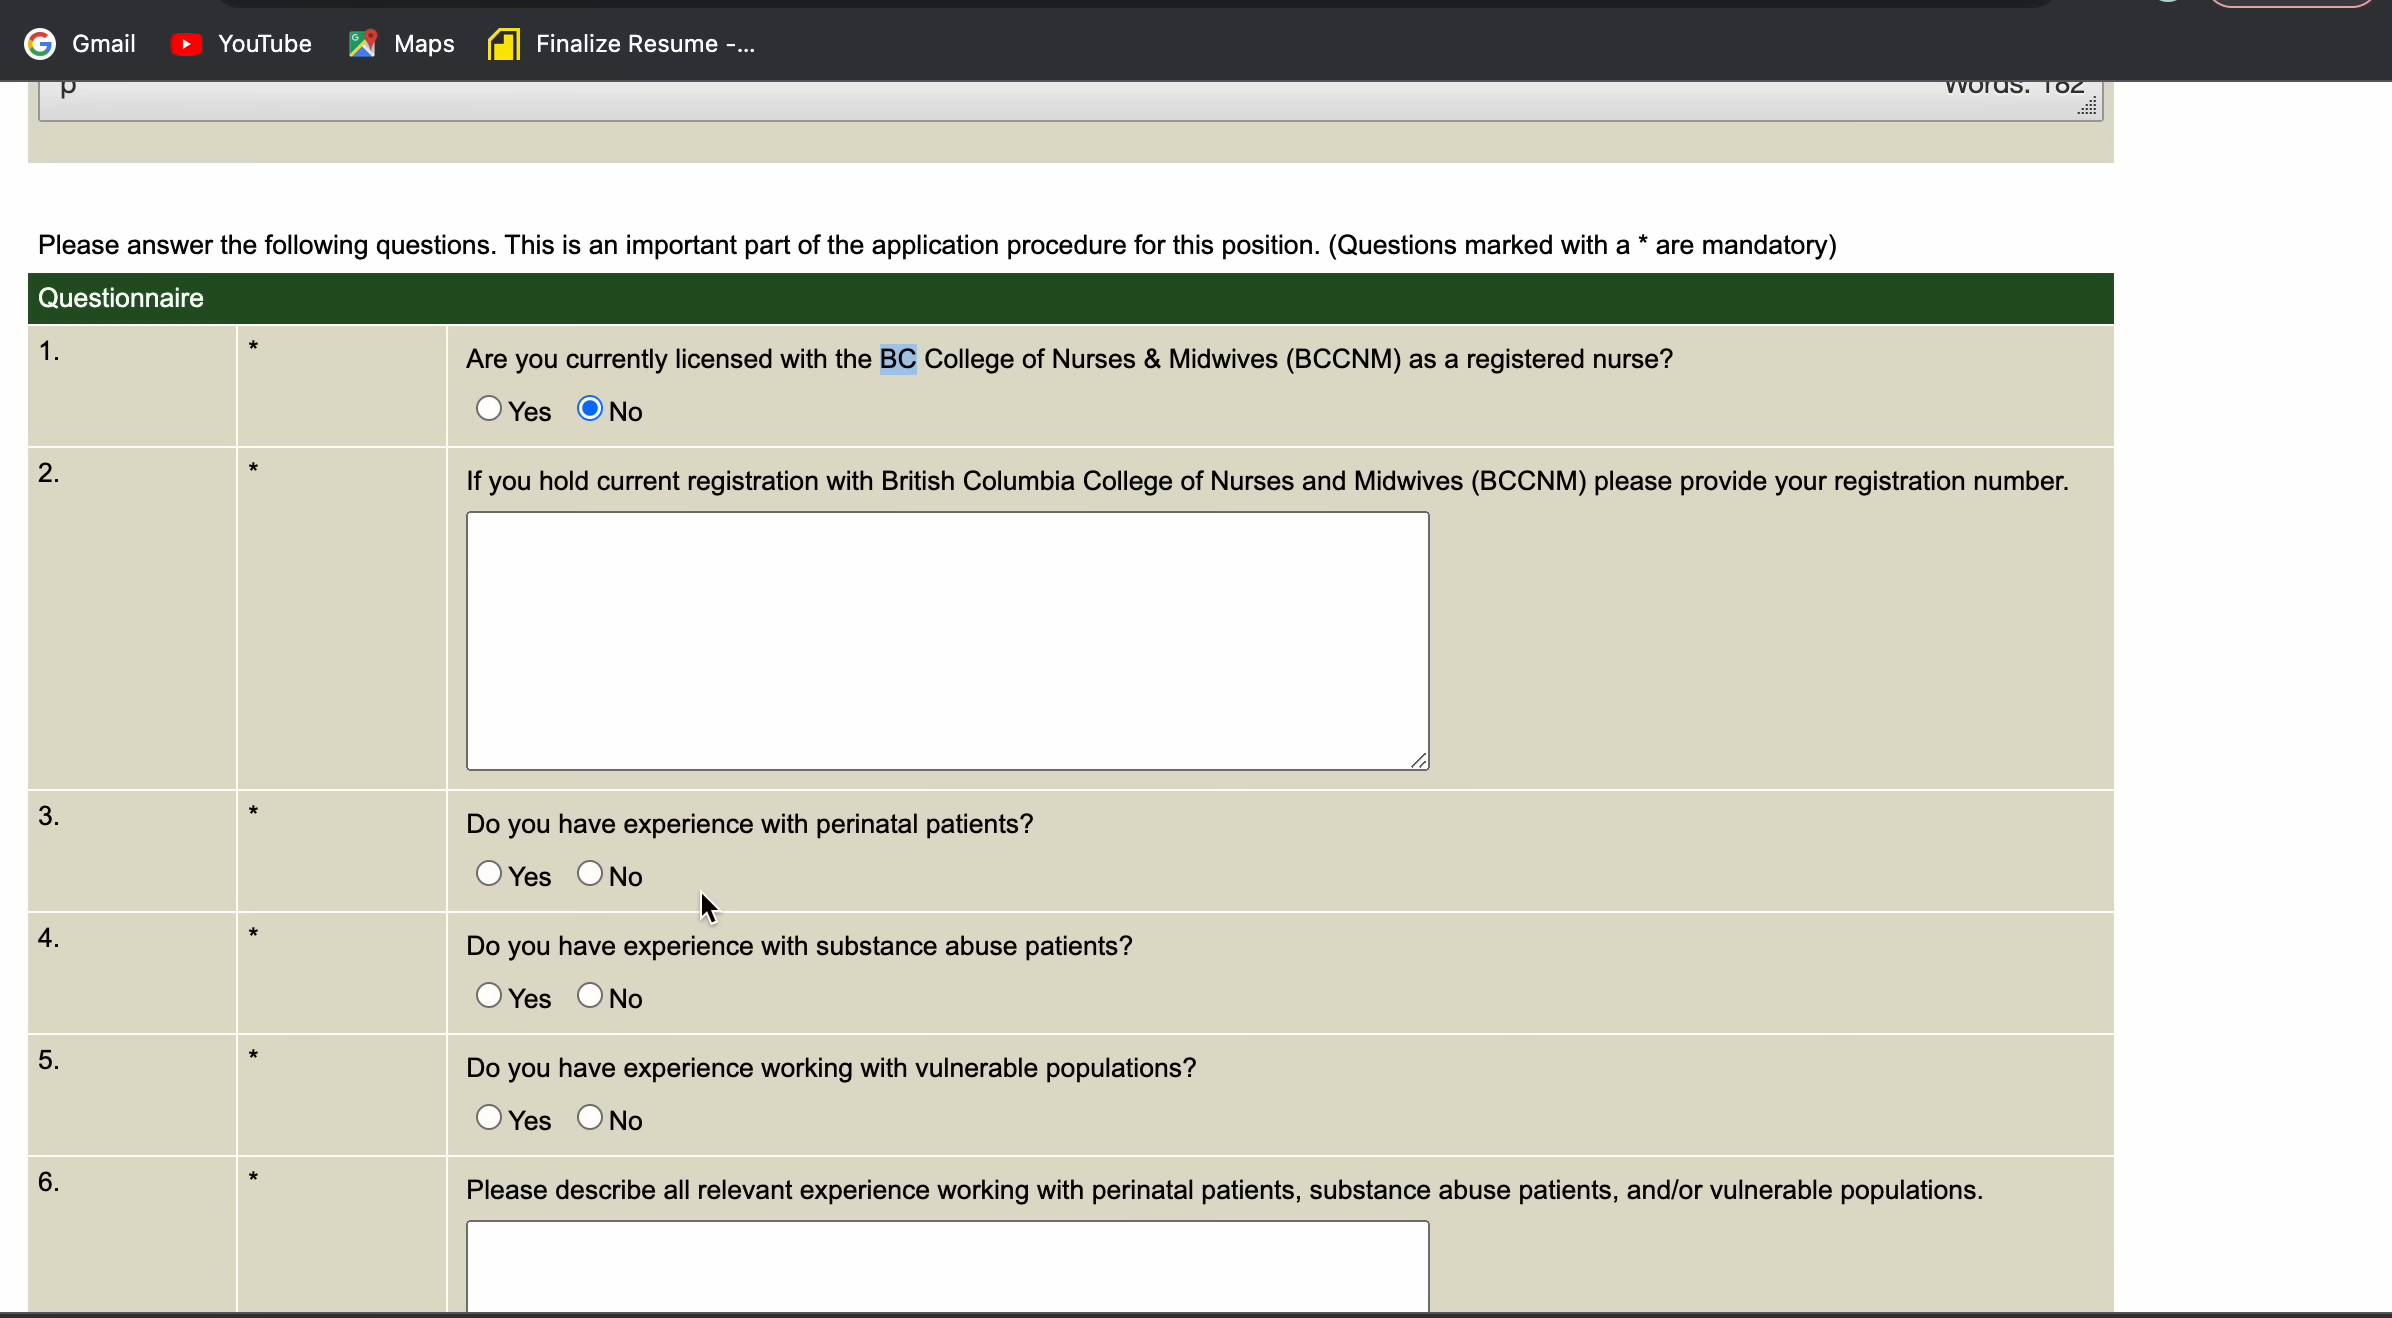 Gmail YouTube Maps Finalize Resume -...
p Words: 182
Please answer the following questions. This is an important part of the application procedure for this position. (Questions marked with a * are mandatory)
Questionnaire
1. * Are you currently licensed with the BC College of Nurses & Midwives (BCCNM) as a registered nurse?
Yes No
2. * If you hold current registration with British Columbia College of Nurses and Midwives (BCCNM) please provide your registration number.
3. * Do you have experience with perinatal patients?
Yes No
4. * Do you have experience with substance abuse patients?
Yes No
5. * Do you have experience working with vulnerable populations?
Yes No
6. * Please describe all relevant experience working with perinatal patients, substance abuse patients, and/or vulnerable populations.